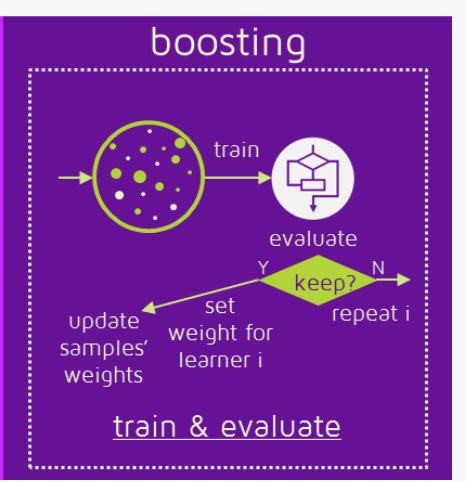 boosting
train
evaluate
Y
N
keep?
repeat i
set
weight for
learner i
update
samples'
weights
train & evaluate